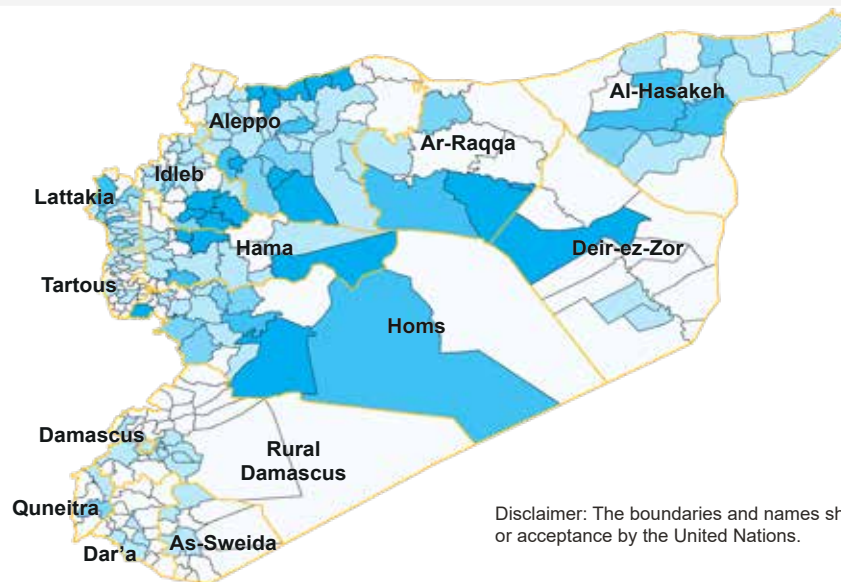 Al-Hasakeh
Aleppo
Ar-Raqqa
Idleb
Lattakia
Hama
Deir-ez-Zor
Tartous
Homs
Damascus
Rural
Damascus
Quneitra
Dar'a
As-Sweida
Disclaimer: The boundaries and names
or acceptance by the United Nations.